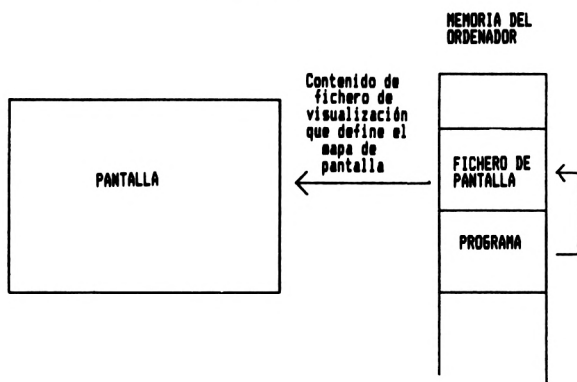 MEMORIA DEL
ORDENADOR
Contenido de
fichero de
visualización
que define el
mapa de
pantalla
PANTALLA
FICHERO DE
PANTALLA
PROGRAMA